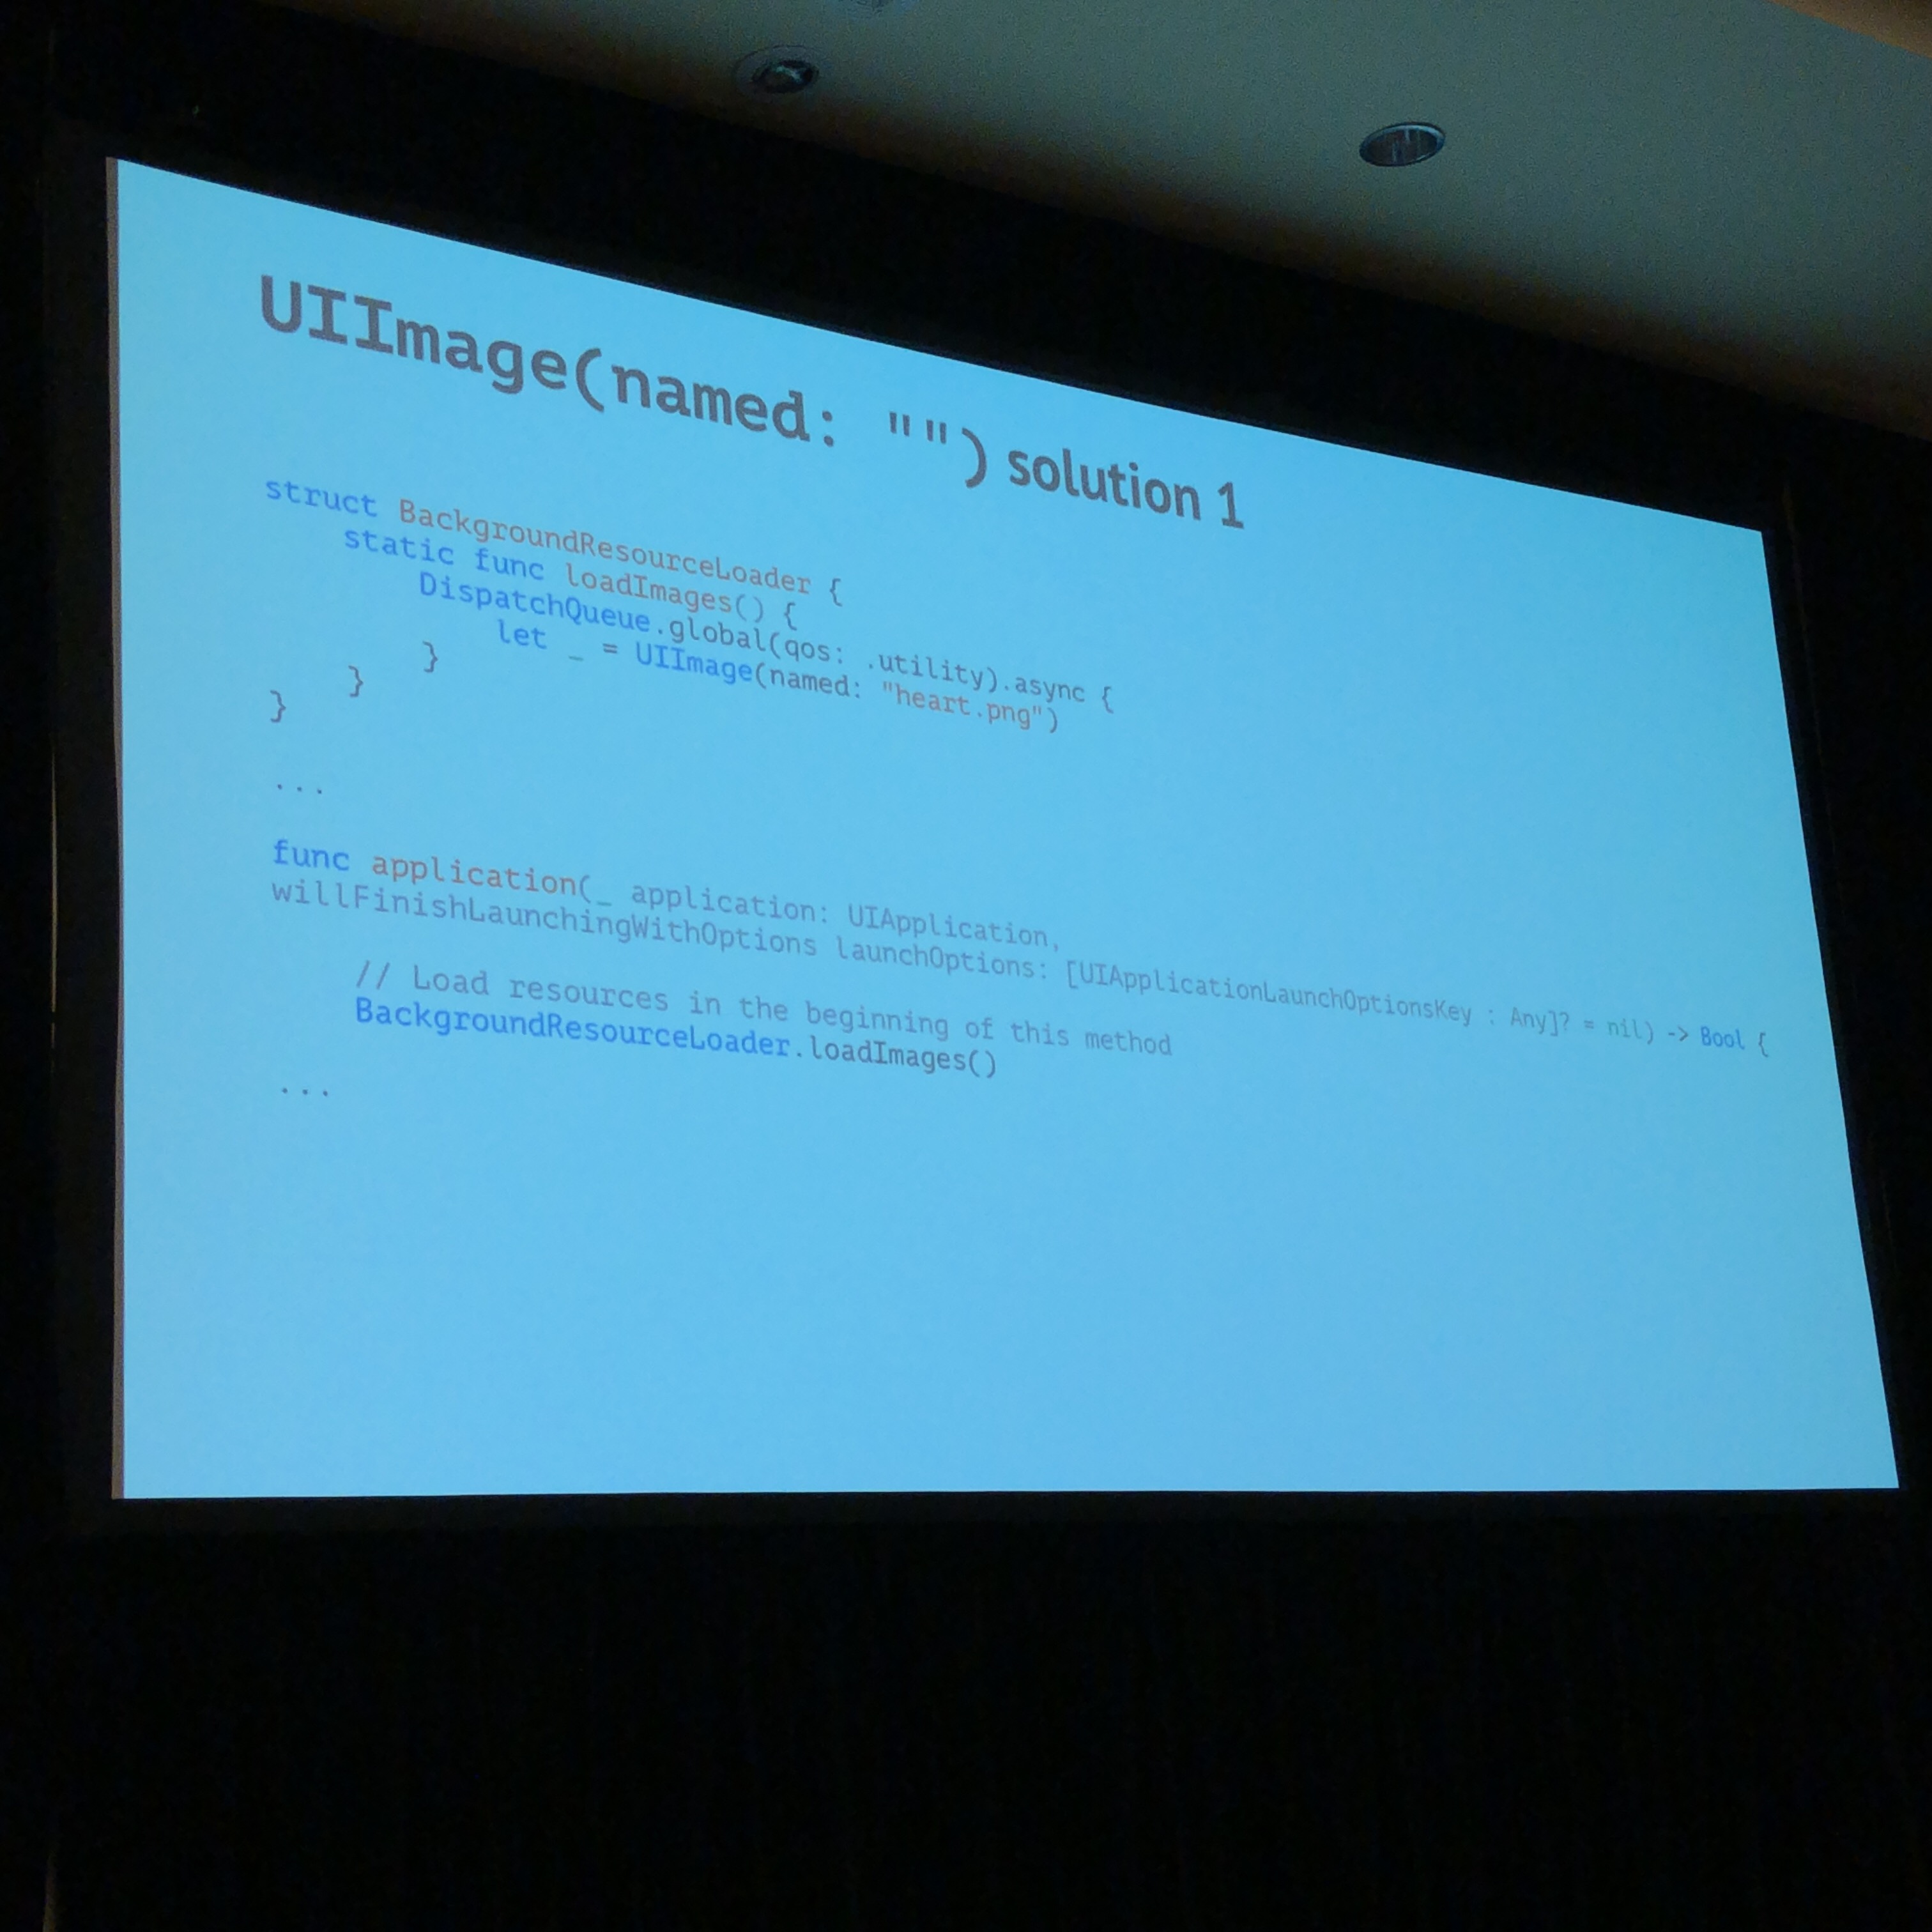 UIImage(named: "") solution 1
struct BackgroundResourceLoader {
    static func loadImages() {
        DispatchQueue.global(qos: .utility).async {
            let _ = UIImage(named: "heart.png")
        }
    }
}
...
func application(_ application: UIApplication,
willFinishLaunchingWithOptions launchOptions: [UIApplicationLaunchOptionsKey : Any]? = nil) -> Bool {
    // Load resources in the beginning of this method
    BackgroundResourceLoader.loadImages()
...